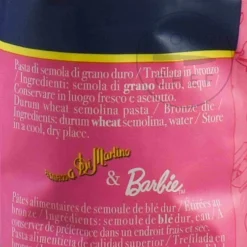 Pasta di semola di grano duro / Trafilata in bronzo
Ingredienti: semola di grano duro, acqua
Conservare in luogo fresco e asciutto.
Durum wheat semolina pasta / Bronze die
Ingredients: durum wheat semolina, water / Store
in a cool, dry place.
Di Martino
& Barbie
Pâtes alimentaires de semoule de blé dur / Tirées au
bronze / Ingrédients: semoule de blé dur, eau / À
conserver de préférence dans un endroit frais et sec.
Pasta alimenticia de calidad superior / Trefilada en